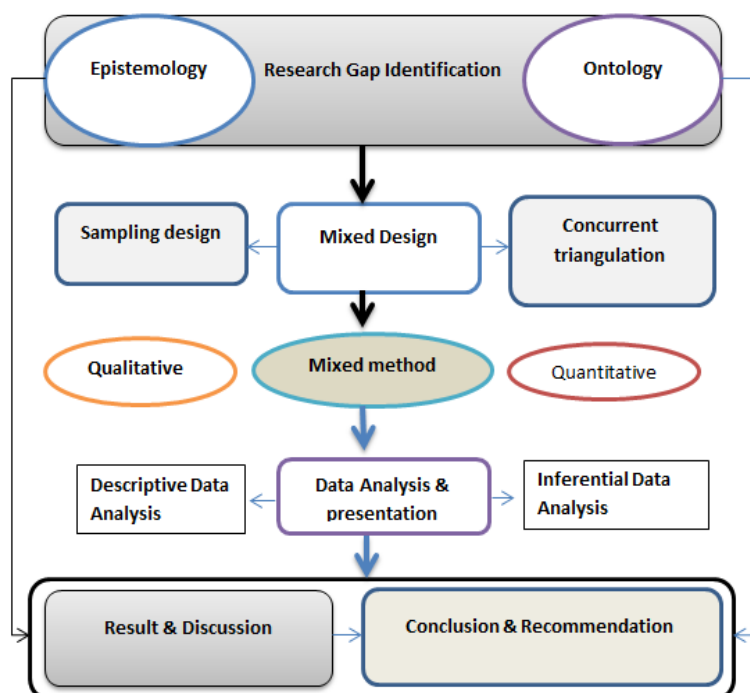 Epistemology
Research Gap Identification
Ontology
Sampling design
Mixed Design
Concurrent
triangulation
Qualitative
Mixed method
Quantitative
Descriptive Data
Analysis
Data Analysis &
presentation
Inferential Data
Analysis
Result & Discussion
Conclusion & Recommendation